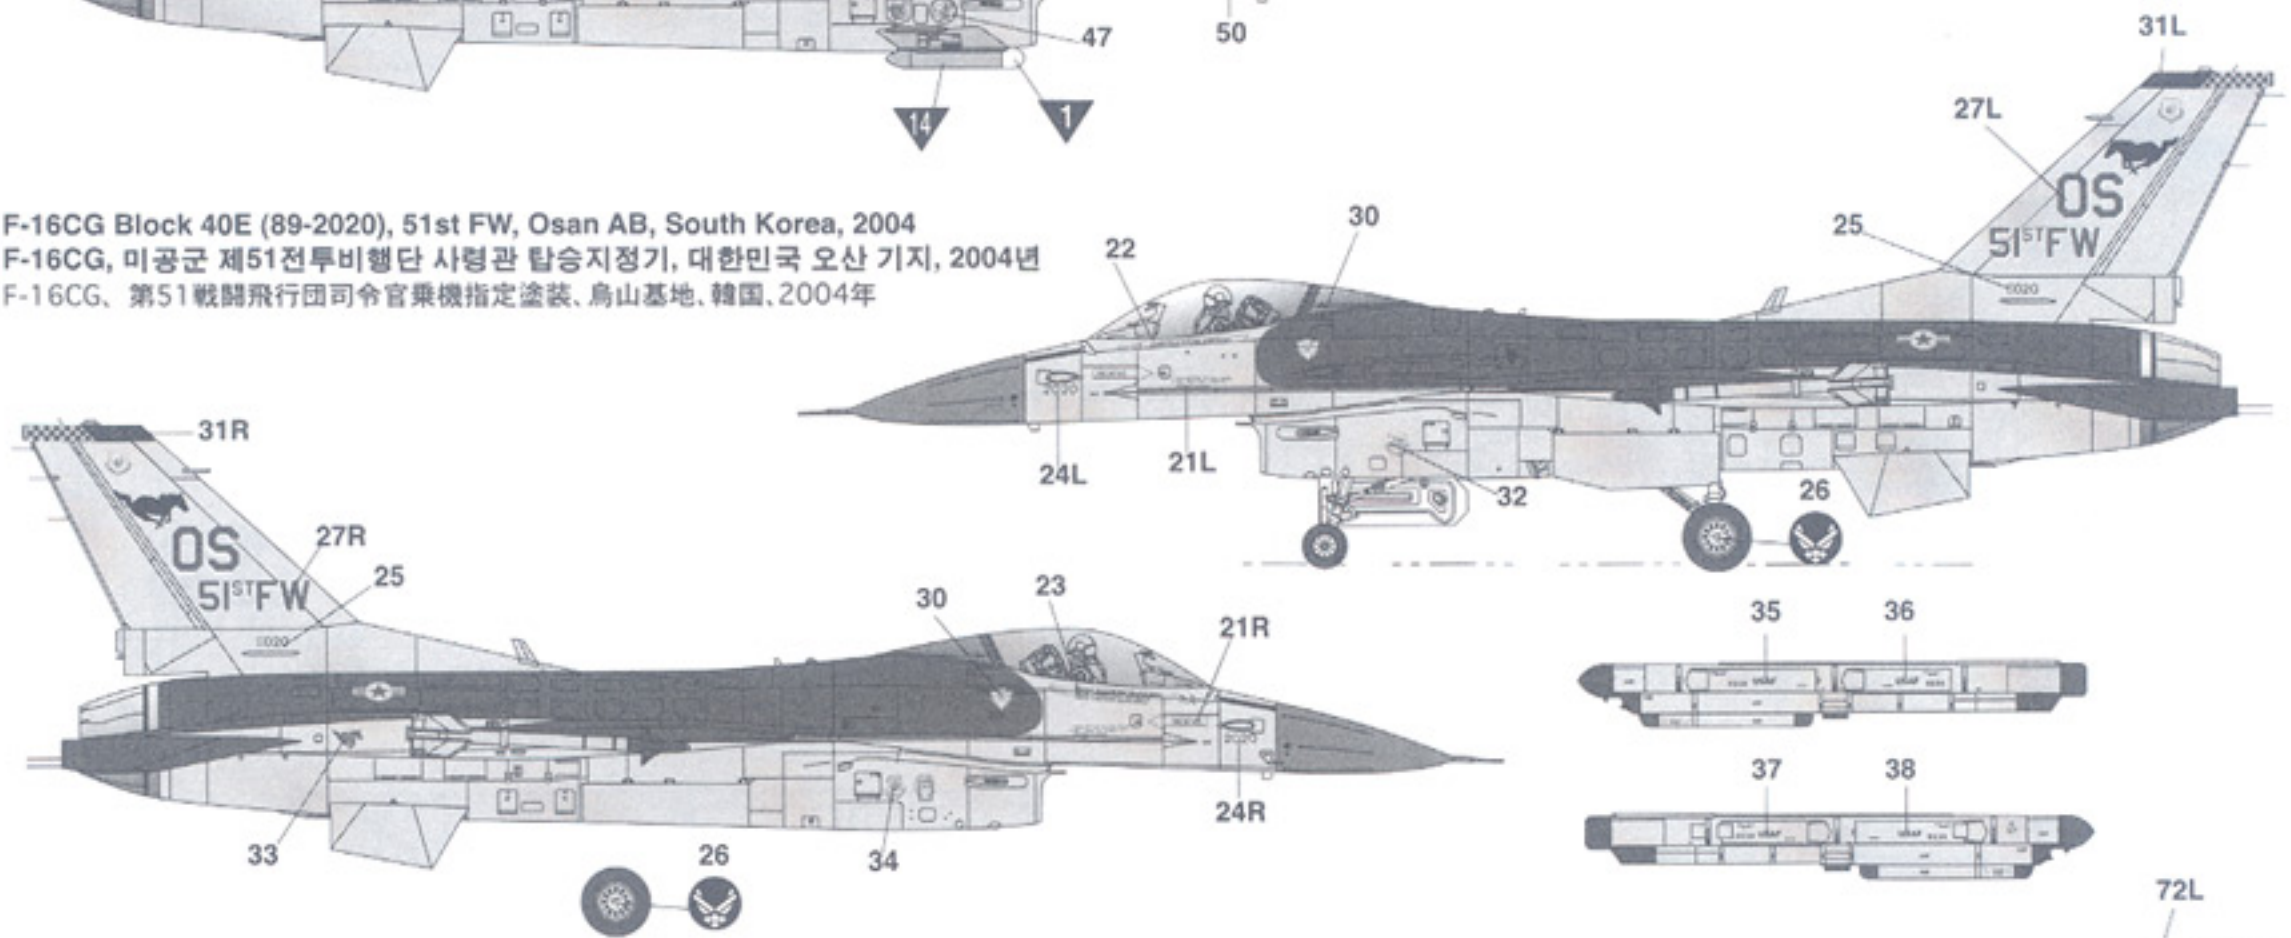 47
50
31L
14
1
27L
OS
51ST FW
F-16CG Block 40E (89-2020), 51st FW, Osan AB, South Korea, 2004
F-16CG, 미공군 제51전투비행단 사령관 탑승지정기, 대한민국 오산 기지, 2004년
F-16CG、第51戦闘飛行団司令官乗機指定塗装、烏山基地、韓国、2004年
22
30
25
31R
24L
21L
32
26
27R
OS
51ST FW
25
30
23
21R
35
36
33
34
24R
37
38
26
72L